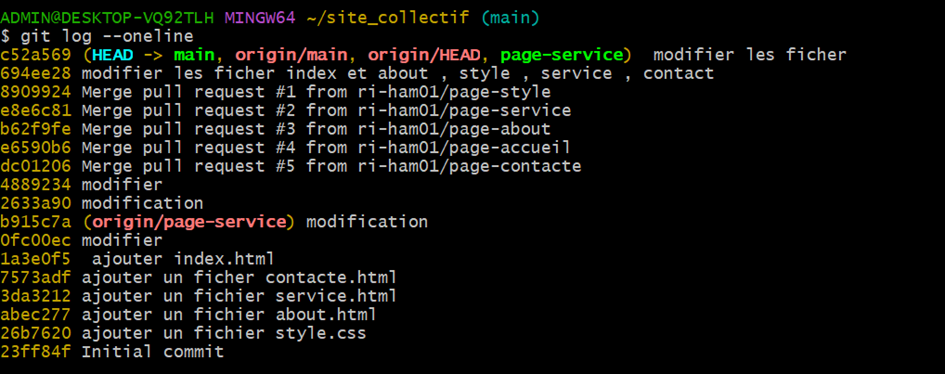 ADMIN@DESKTOP-VQ92TLH MINGW64 ~/site_collectif (main)
$ git log --oneline
c52a569 (HEAD -> main, origin/main, origin/HEAD, page-service)  modifier les ficher
694ee28 modifier les ficher index et about , style , service , contact
8909924 Merge pull request #1 from ri-ham01/page-style
e8e6c81 Merge pull request #2 from ri-ham01/page-service
b62f9fe Merge pull request #3 from ri-ham01/page-about
e6590b6 Merge pull request #4 from ri-ham01/page-accueil
dc01206 Merge pull request #5 from ri-ham01/page-contacte
4889234 modifier
2633a90 modification
b915c7a (origin/page-service) modification
0fc00ec modifier
1a3e0f5  ajouter index.html
7573adf ajouter un ficher contacte.html
3da3212 ajouter un fichier service.html
abec277 ajouter un fichier about.html
26b7620 ajouter un fichier style.css
23ff84f Initial commit